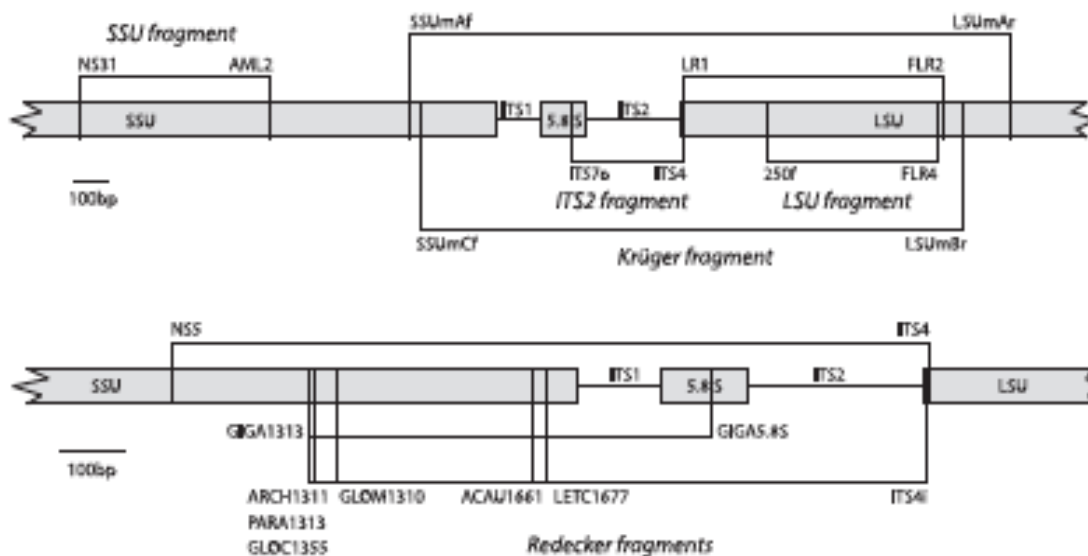 SSUmAf LSUmAr
SSU fragment
NS31 AML2 LR1 FLR2
SSU ITS1 5.8S ITS2 LSU
100bp
ITS7o ITS4 250f FLR4
ITS2 fragment LSU fragment
SSUmCf LSUmBr
Krüger fragment
NS5 ITS4
SSU ITS1 5.8S ITS2 LSU
GIGA1313 GIGA5.8S
100bp
ARCH1311 GLOM1310 ACAU1661 LETC1677 ITS4i
PARA1313
GLOC1355
Redecker fragments